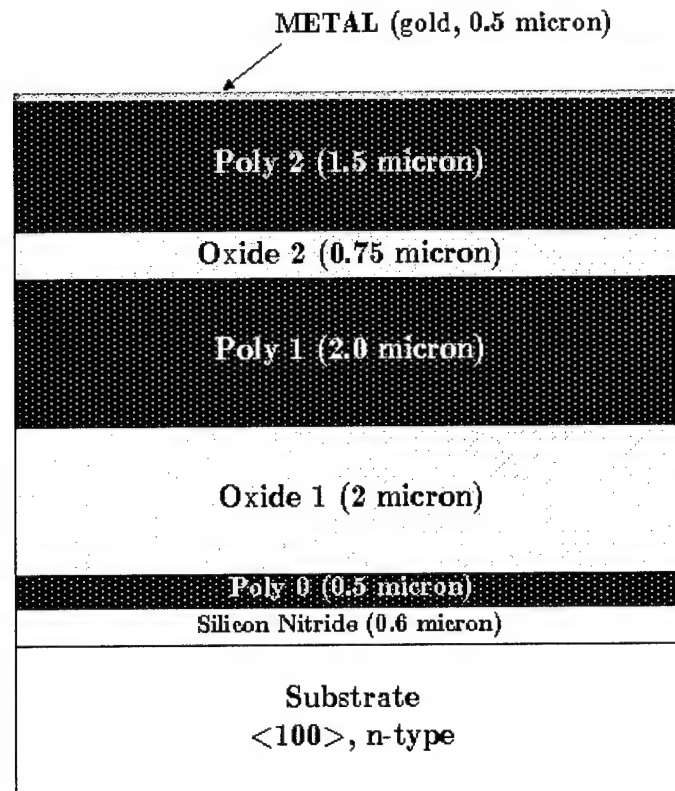 METAL (gold, 0.5 micron)
Poly 2 (1.5 micron)
Oxide 2 (0.75 micron)
Poly 1 (2.0 micron)
Oxide 1 (2 micron)
Poly 0 (0.5 micron)
Silicon Nitride (0.6 micron)
Substrate
<100>, n-type